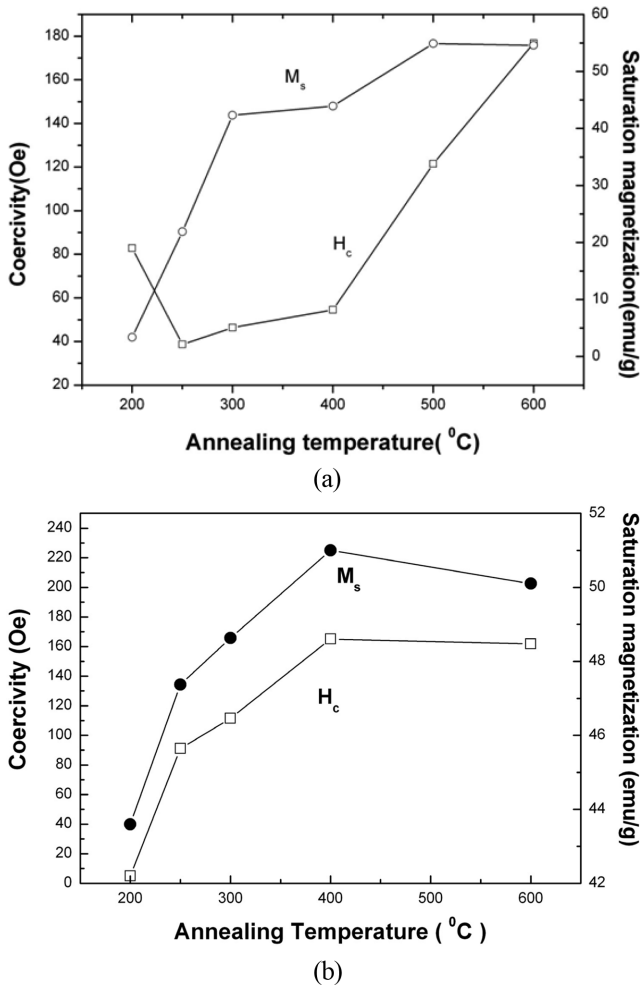 180
160
140
120
100
80
60
40
20
Coercivity(Oe)
60
50
40
30
20
10
0
Saturation magnetization(emu/g)
M_s
H_c
200 300 400 500 600
Annealing temperature( ⁰C)
(a)
240
220
200
180
160
140
120
100
80
60
40
20
0
Coercivity (Oe)
52
50
48
46
44
42
Saturation magnetization (emu/g)
M_s
H_c
200 300 400 500 600
Annealing Temperature ( ⁰C )
(b)